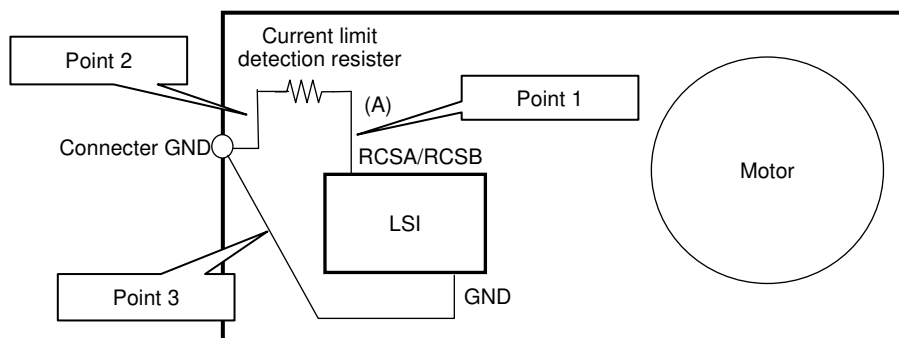 Current limit
detection resister
Point 2
(A)
Point 1
Connecter GND
RCSA/RCSB
Motor
LSI
Point 3
GND